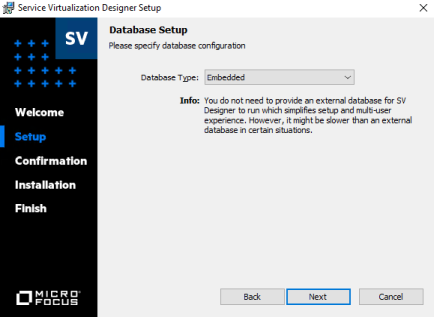 Service Virtualization Designer Setup
SV
Database Setup
Please specify database configuration
Database Type: Embedded
Info: You do not need to provide an external database for SV
Designer to run which simplifies setup and multi-user
experience. However, it might be slower than an external
database in certain situations.
Welcome
Setup
Confirmation
Installation
Finish
MICRO
FOCUS
Back Next Cancel